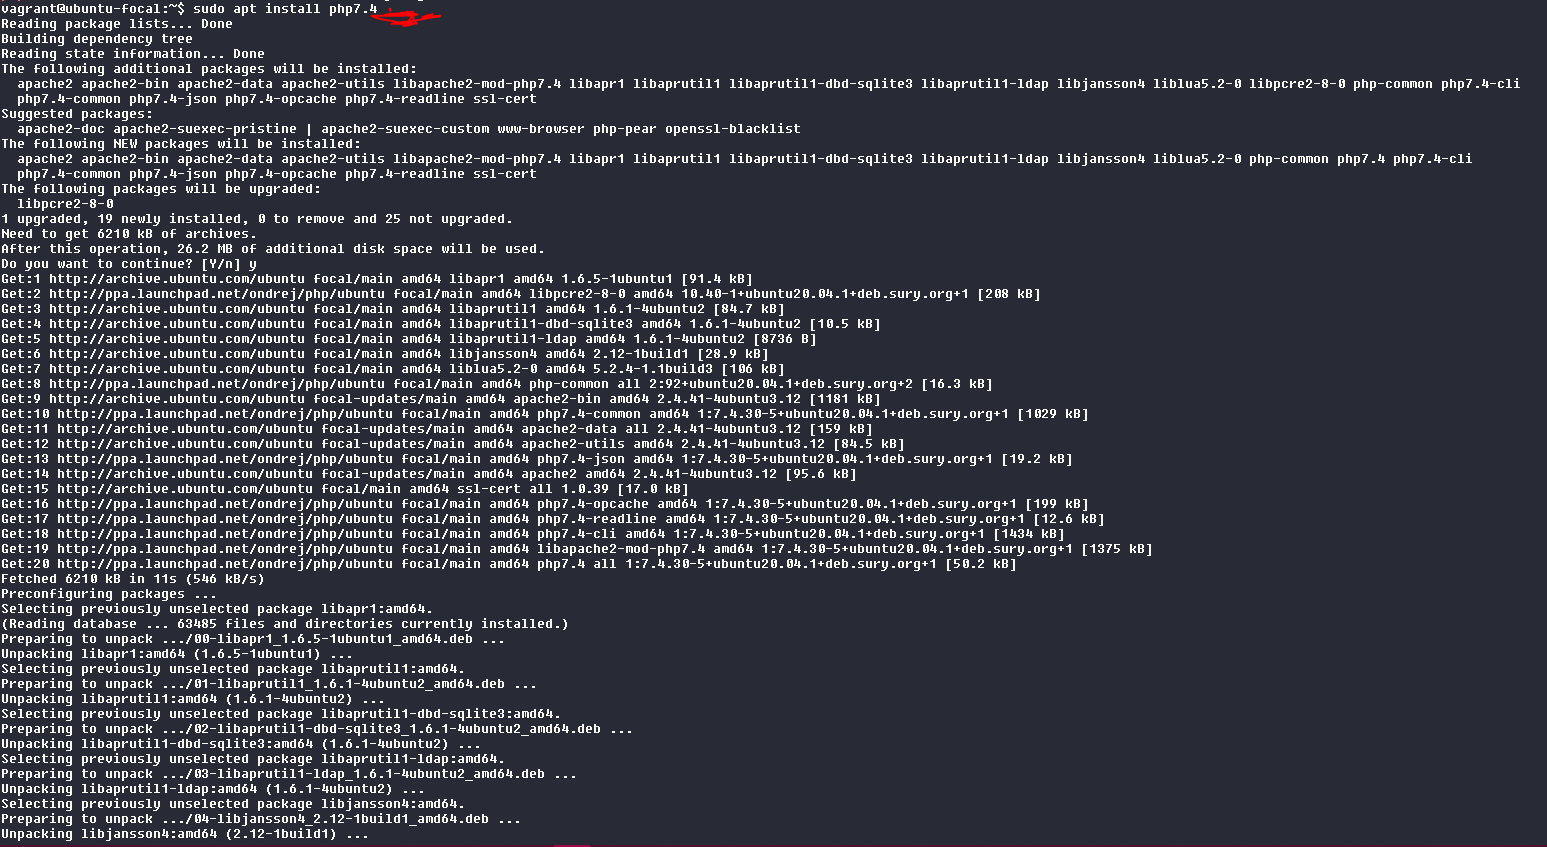 vagrant@ubuntu-focal:~$ sudo apt install php7.4
Reading package lists... Done
Building dependency tree
Reading state information... Done
The following additional packages will be installed:
  apache2 apache2-bin apache2-data apache2-utils libapache2-mod-php7.4 libapr1 libaprutil1 libaprutil1-dbd-sqlite3 libaprutil1-ldap libjansson4 liblua5.2-0 libpcre2-8-0 php-common php7.4-cli
  php7.4-common php7.4-json php7.4-opcache php7.4-readline ssl-cert
Suggested packages:
  apache2-doc apache2-suexec-pristine | apache2-suexec-custom www-browser php-pear openssl-blacklist
The following NEW packages will be installed:
  apache2 apache2-bin apache2-data apache2-utils libapache2-mod-php7.4 libapr1 libaprutil1 libaprutil1-dbd-sqlite3 libaprutil1-ldap libjansson4 liblua5.2-0 php-common php7.4 php7.4-cli
  php7.4-common php7.4-json php7.4-opcache php7.4-readline ssl-cert
The following packages will be upgraded:
  libpcre2-8-0
1 upgraded, 19 newly installed, 0 to remove and 25 not upgraded.
Need to get 6210 kB of archives.
After this operation, 26.2 MB of additional disk space will be used.
Do you want to continue? [Y/n] y
Get:1 http://archive.ubuntu.com/ubuntu focal/main amd64 libapr1 amd64 1.6.5-1ubuntu1 [91.4 kB]
Get:2 http://ppa.launchpad.net/ondrej/php/ubuntu focal/main amd64 libpcre2-8-0 amd64 10.40-1+ubuntu20.04.1+deb.sury.org+1 [208 kB]
Get:3 http://archive.ubuntu.com/ubuntu focal/main amd64 libaprutil1 amd64 1.6.1-4ubuntu2 [84.7 kB]
Get:4 http://archive.ubuntu.com/ubuntu focal/main amd64 libaprutil1-dbd-sqlite3 amd64 1.6.1-4ubuntu2 [10.5 kB]
Get:5 http://archive.ubuntu.com/ubuntu focal/main amd64 libaprutil1-ldap amd64 1.6.1-4ubuntu2 [8736 B]
Get:6 http://archive.ubuntu.com/ubuntu focal/main amd64 libjansson4 amd64 2.12-1build1 [28.9 kB]
Get:7 http://archive.ubuntu.com/ubuntu focal/main amd64 liblua5.2-0 amd64 5.2.4-1.1build3 [106 kB]
Get:8 http://ppa.launchpad.net/ondrej/php/ubuntu focal/main amd64 php-common all 2:92+ubuntu20.04.1+deb.sury.org+2 [16.3 kB]
Get:9 http://archive.ubuntu.com/ubuntu focal-updates/main amd64 apache2-bin amd64 2.4.41-4ubuntu3.12 [1181 kB]
Get:10 http://ppa.launchpad.net/ondrej/php/ubuntu focal/main amd64 php7.4-common amd64 1:7.4.30-5+ubuntu20.04.1+deb.sury.org+1 [1029 kB]
Get:11 http://archive.ubuntu.com/ubuntu focal-updates/main amd64 apache2-data all 2.4.41-4ubuntu3.12 [159 kB]
Get:12 http://archive.ubuntu.com/ubuntu focal-updates/main amd64 apache2-utils amd64 2.4.41-4ubuntu3.12 [84.5 kB]
Get:13 http://ppa.launchpad.net/ondrej/php/ubuntu focal/main amd64 php7.4-json amd64 1:7.4.30-5+ubuntu20.04.1+deb.sury.org+1 [19.2 kB]
Get:14 http://archive.ubuntu.com/ubuntu focal-updates/main amd64 apache2 amd64 2.4.41-4ubuntu3.12 [95.6 kB]
Get:15 http://archive.ubuntu.com/ubuntu focal/main amd64 ssl-cert all 1.0.39 [17.0 kB]
Get:16 http://ppa.launchpad.net/ondrej/php/ubuntu focal/main amd64 php7.4-opcache amd64 1:7.4.30-5+ubuntu20.04.1+deb.sury.org+1 [199 kB]
Get:17 http://ppa.launchpad.net/ondrej/php/ubuntu focal/main amd64 php7.4-readline amd64 1:7.4.30-5+ubuntu20.04.1+deb.sury.org+1 [12.6 kB]
Get:18 http://ppa.launchpad.net/ondrej/php/ubuntu focal/main amd64 php7.4-cli amd64 1:7.4.30-5+ubuntu20.04.1+deb.sury.org+1 [1434 kB]
Get:19 http://ppa.launchpad.net/ondrej/php/ubuntu focal/main amd64 libapache2-mod-php7.4 amd64 1:7.4.30-5+ubuntu20.04.1+deb.sury.org+1 [1375 kB]
Get:20 http://ppa.launchpad.net/ondrej/php/ubuntu focal/main amd64 php7.4 all 1:7.4.30-5+ubuntu20.04.1+deb.sury.org+1 [50.2 kB]
Fetched 6210 kB in 11s (546 kB/s)
Preconfiguring packages ...
Selecting previously unselected package libapr1:amd64.
(Reading database ... 63485 files and directories currently installed.)
Preparing to unpack .../00-libapr1_1.6.5-1ubuntu1_amd64.deb ...
Unpacking libapr1:amd64 (1.6.5-1ubuntu1) ...
Selecting previously unselected package libaprutil1:amd64.
Preparing to unpack .../01-libaprutil1_1.6.1-4ubuntu2_amd64.deb ...
Unpacking libaprutil1:amd64 (1.6.1-4ubuntu2) ...
Selecting previously unselected package libaprutil1-dbd-sqlite3:amd64.
Preparing to unpack .../02-libaprutil1-dbd-sqlite3_1.6.1-4ubuntu2_amd64.deb ...
Unpacking libaprutil1-dbd-sqlite3:amd64 (1.6.1-4ubuntu2) ...
Selecting previously unselected package libaprutil1-ldap:amd64.
Preparing to unpack .../03-libaprutil1-ldap_1.6.1-4ubuntu2_amd64.deb ...
Unpacking libaprutil1-ldap:amd64 (1.6.1-4ubuntu2) ...
Selecting previously unselected package libjansson4:amd64.
Preparing to unpack .../04-libjansson4_2.12-1build1_amd64.deb ...
Unpacking libjansson4:amd64 (2.12-1build1) ...